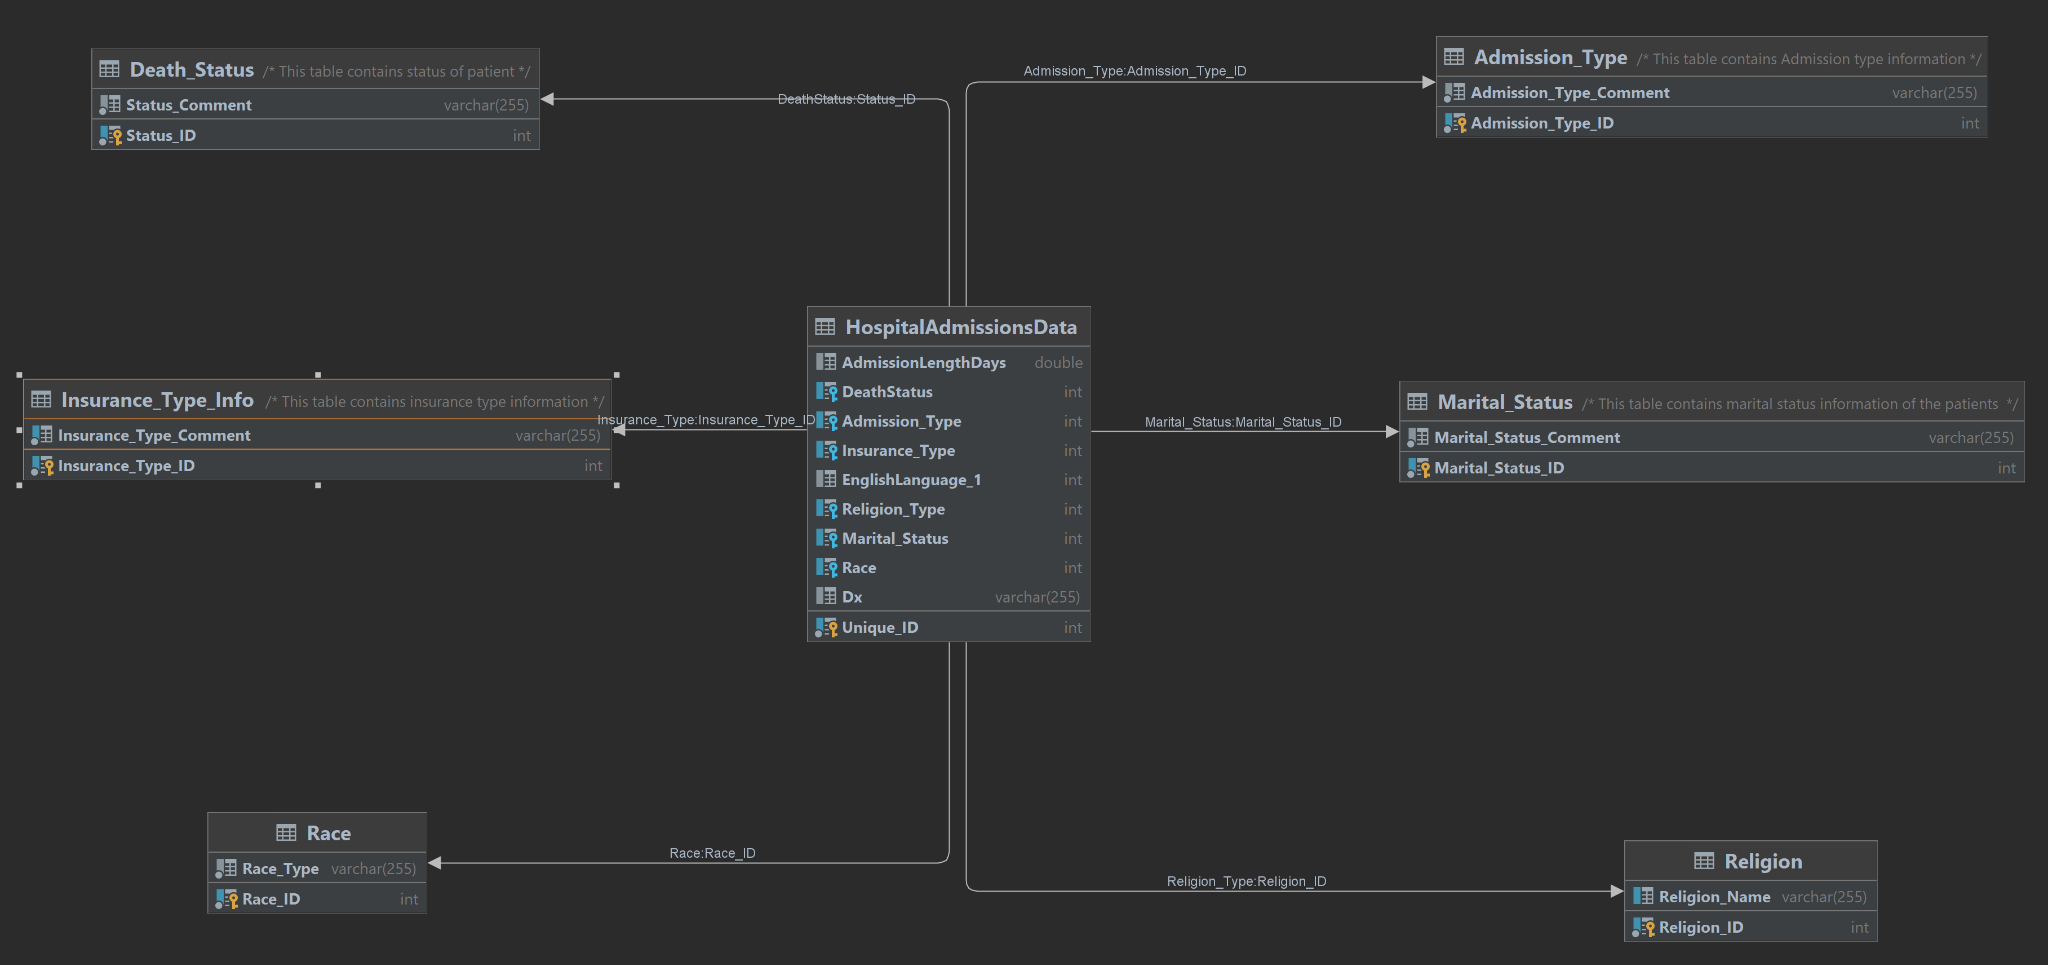 Death_Status /* This table contains status of patient */
Status_Comment varchar(255)
Status_ID int
DeathStatus:Status_ID
Admission_Type:Admission_Type_ID
Admission_Type /* This table contains Admission type information */
Admission_Type_Comment varchar(255)
Admission_Type_ID int
Insurance_Type_Info /* This table contains insurance type information */
Insurance_Type_Comment varchar(255)
Insurance_Type_ID int
Insurance_Type:Insurance_Type_ID
HospitalAdmissionsData
AdmissionLengthDays double
DeathStatus int
Admission_Type int
Insurance_Type int
EnglishLanguage_1 int
Religion_Type int
Marital_Status int
Race int
Dx varchar(255)
Unique_ID int
Marital_Status:Marital_Status_ID
Marital_Status /* This table contains marital status information of the patients */
Marital_Status_Comment varchar(255)
Marital_Status_ID int
Race
Race_Type varchar(255)
Race_ID int
Race:Race_ID
Religion_Type:Religion_ID
Religion
Religion_Name varchar(255)
Religion_ID int